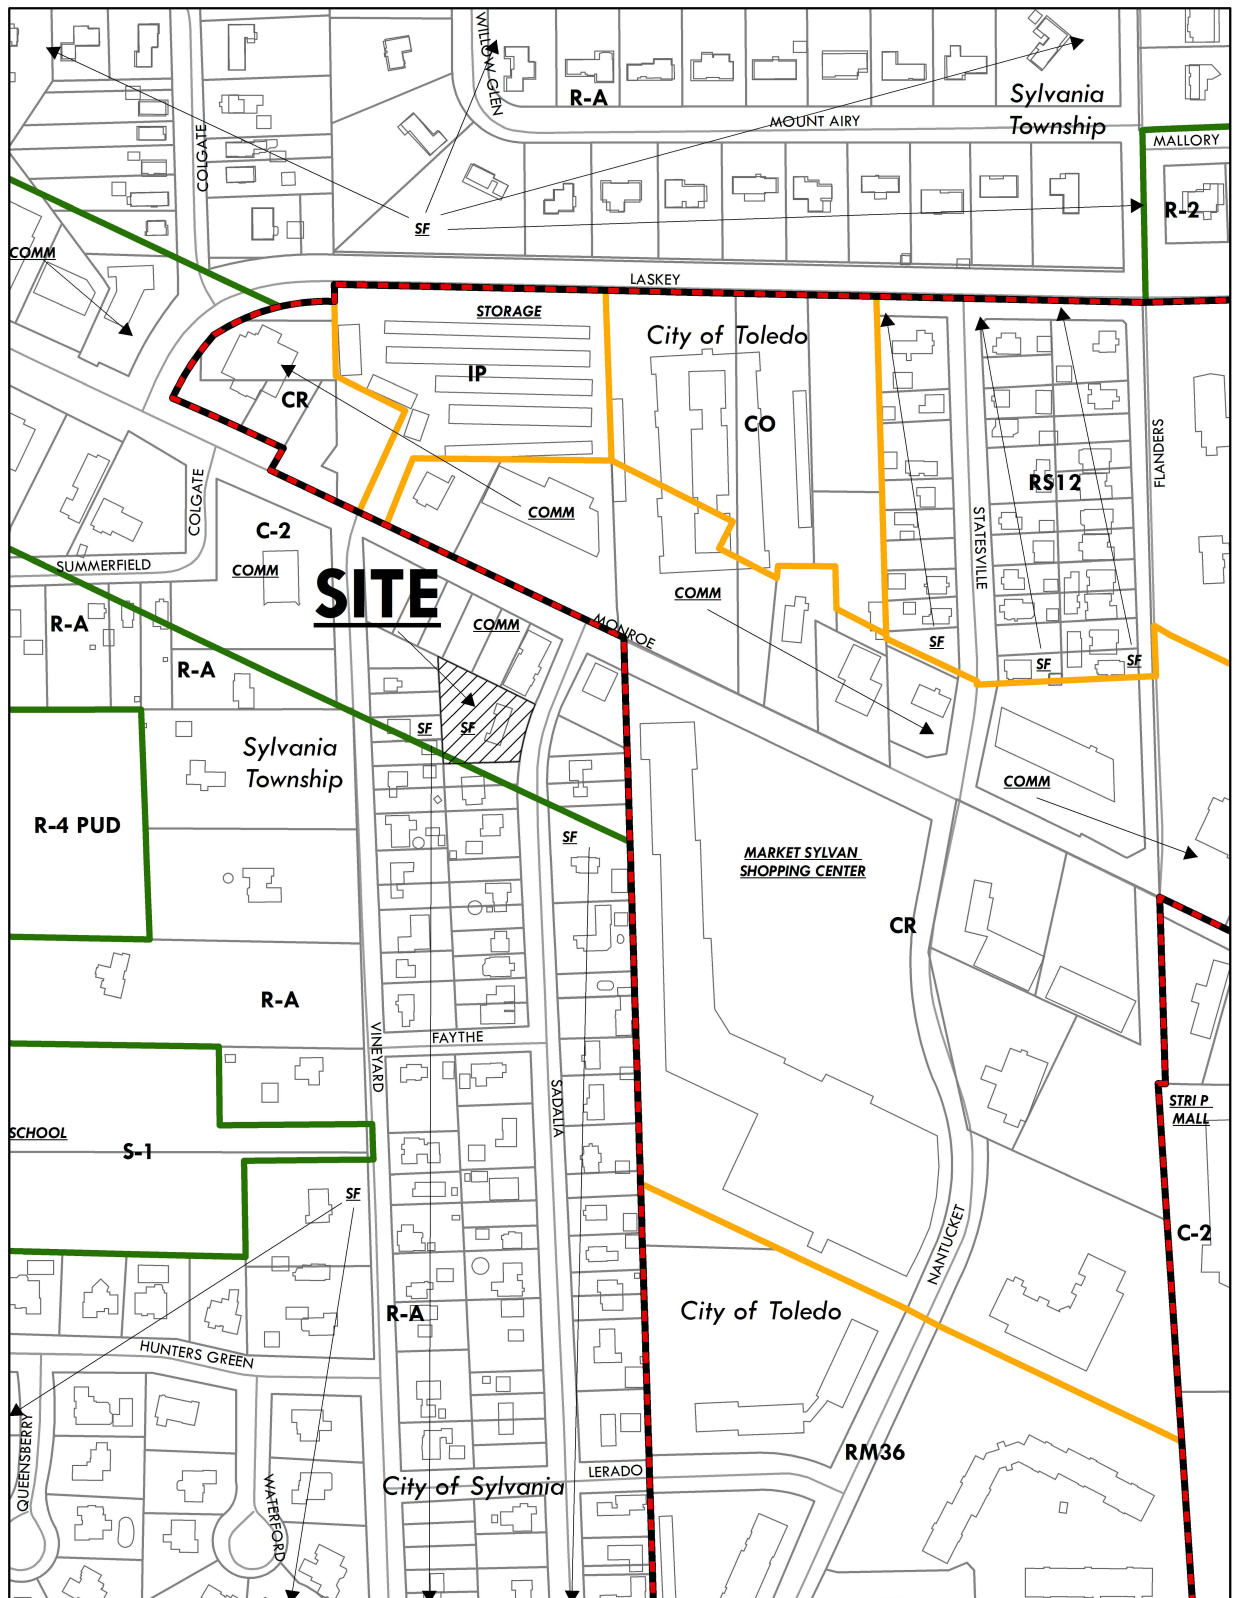 WILLOW GLEN
R-A
Sylvania
Township
MOUNT AIRY
MALLORY
COLGATE
R-2
SF
COMM
LASKEY
STORAGE
City of Toledo
IP
CR
CO
RS12
FLANDERS
COLGATE
COMM
STATESVILLE
C-2
SUMMERFIELD
COMM
SITE
COMM
COMM
MONROE
R-A
SF
SF
SF
R-A
SF
SF
Sylvania
Township
COMM
R-4 PUD
SF
MARKET SYLVAN
SHOPPING CENTER
CR
R-A
VINEYARD
FAYTHE
SADALIA
STRI P
MALL
SCHOOL
S-1
SF
NANTUCKET
C-2
R-A
City of Toledo
HUNTERS GREEN
QUEENSBERRY
WATERFORD
RM36
LERADO
City of Sylvania